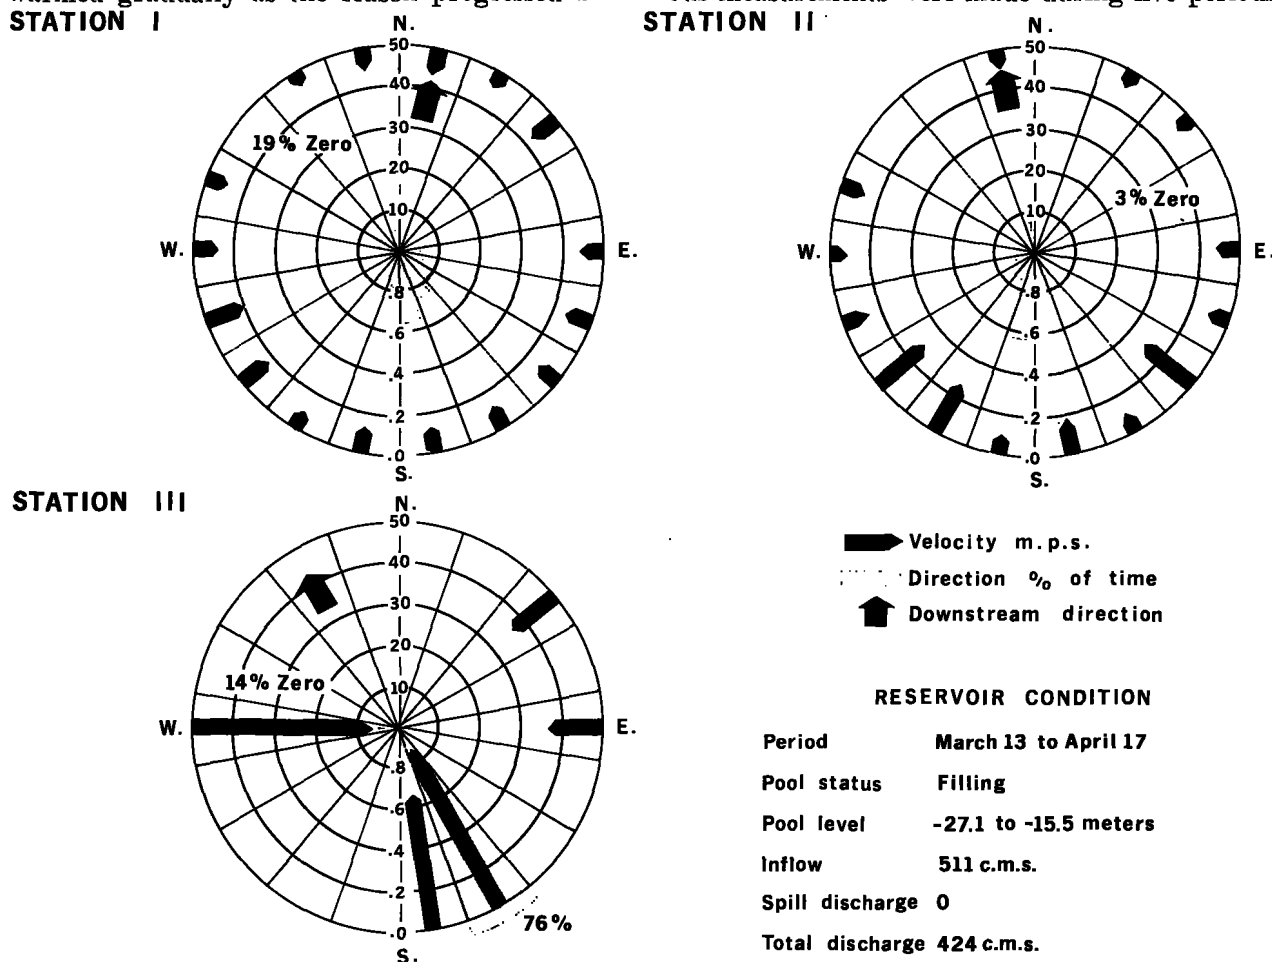 STATION I
N.
50
40
30
20
10
.8
.6
.4
.2
.0
19% Zero
W.
E.
S.
STATION II
N.
50
40
30
20
10
.8
.6
.4
.2
.0
3% Zero
W.
E.
S.
STATION III
N.
50
40
30
20
10
.8
.6
.4
.2
.0
14% Zero
W.
E.
76%
S.
Velocity m.p.s.
Direction % of time
Downstream direction
RESERVOIR CONDITION
Period March 13 to April 17
Pool status Filling
Pool level -27.1 to -15.5 meters
Inflow 511 c.m.s.
Spill discharge 0
Total discharge 424 c.m.s.